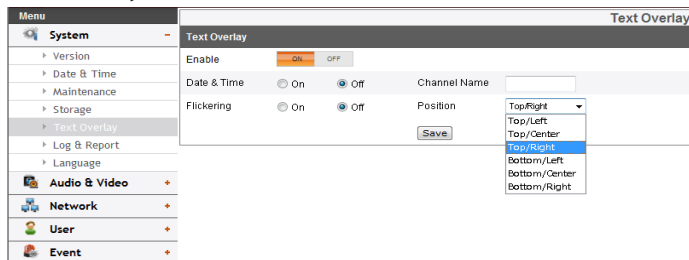 Menu
Text Overlay
System -
Text Overlay
Version
Enable ON OFF
Date & Time
Date & Time On Off Channel Name
Maintenance
Storage
Flickering On Off Position Top/Right
Text Overlay
Top/Left
Save Top/Center
Log & Report
Top/Right
Language
Bottom/Left
Bottom/Center
Audio & Video +
Bottom/Right
Network +
User +
Event +